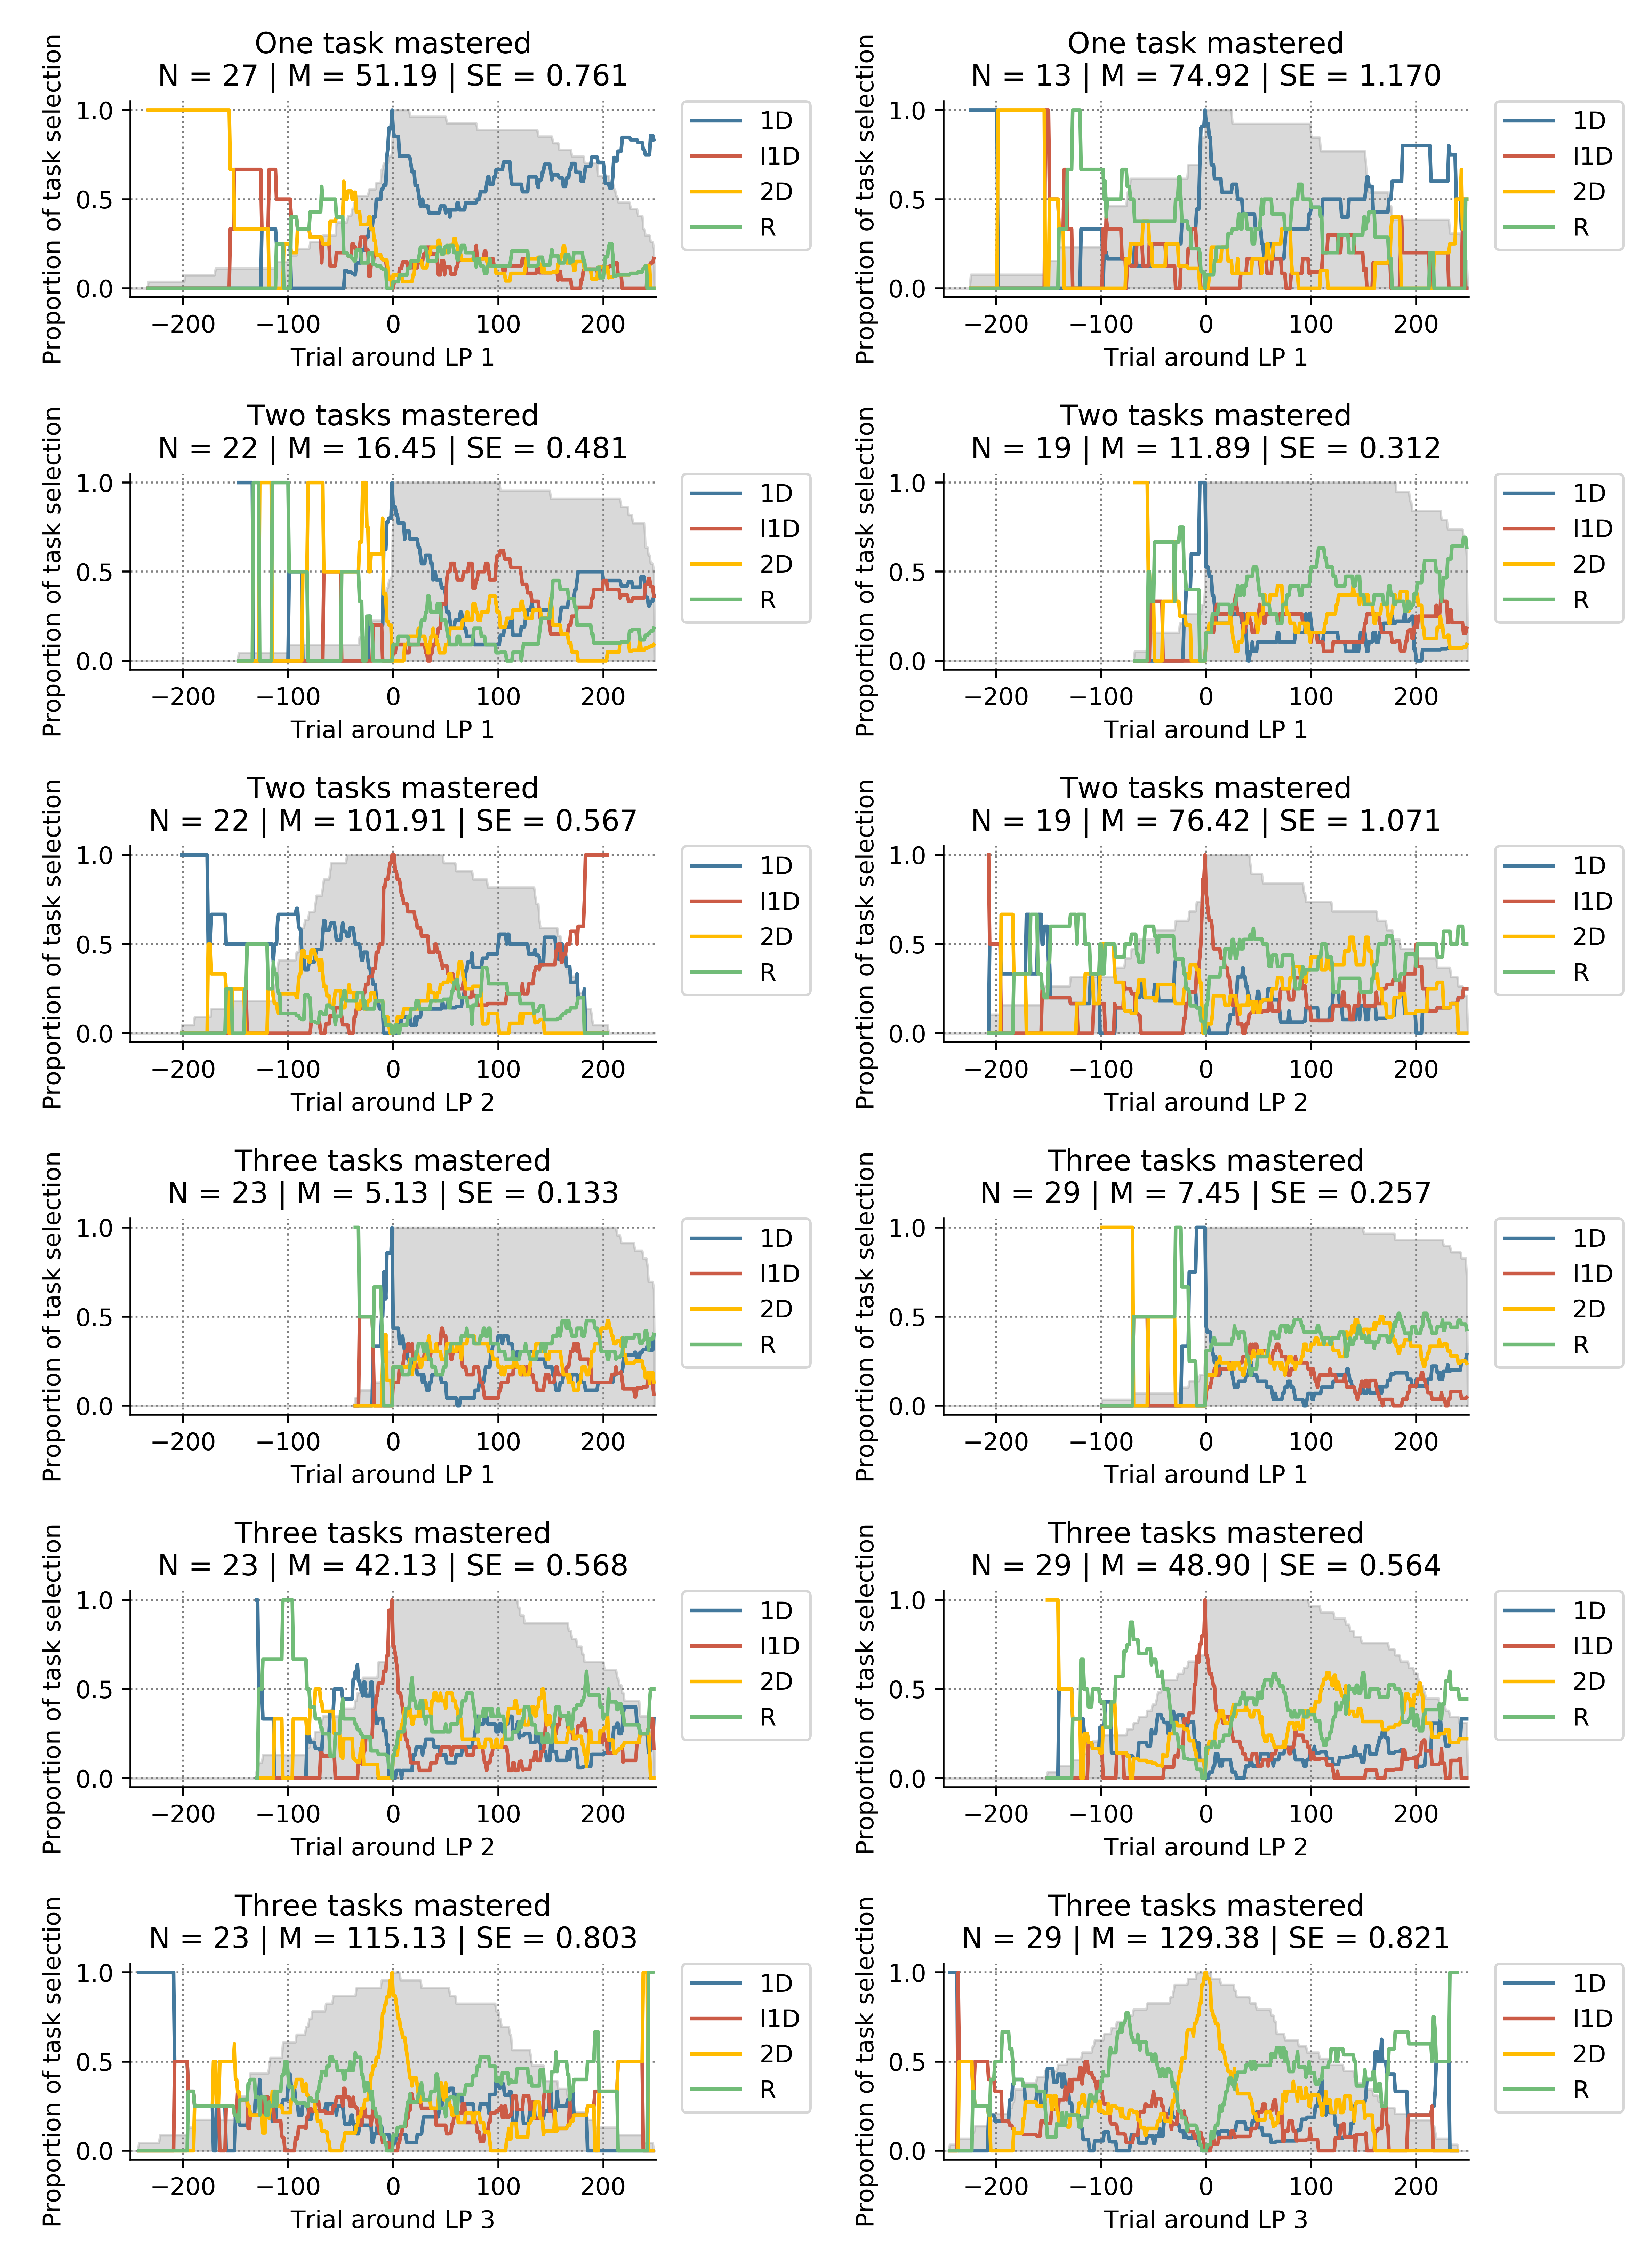 One task mastered
N = 27 | M = 51.19 | SE = 0.761
Proportion of task selection
1.0
0.5
0.0
−200
−100
0
100
200
Trial around LP 1
1D
I1D
2D
R
One task mastered
N = 13 | M = 74.92 | SE = 1.170
Proportion of task selection
1.0
0.5
0.0
−200
−100
0
100
200
Trial around LP 1
1D
I1D
2D
R
Two tasks mastered
N = 22 | M = 16.45 | SE = 0.481
Proportion of task selection
1.0
0.5
0.0
−200
−100
0
100
200
Trial around LP 1
1D
I1D
2D
R
Two tasks mastered
N = 19 | M = 11.89 | SE = 0.312
Proportion of task selection
1.0
0.5
0.0
−200
−100
0
100
200
Trial around LP 1
1D
I1D
2D
R
Two tasks mastered
N = 22 | M = 101.91 | SE = 0.567
Proportion of task selection
1.0
0.5
0.0
−200
−100
0
100
200
Trial around LP 2
1D
I1D
2D
R
Two tasks mastered
N = 19 | M = 76.42 | SE = 1.071
Proportion of task selection
1.0
0.5
0.0
−200
−100
0
100
200
Trial around LP 2
1D
I1D
2D
R
Three tasks mastered
N = 23 | M = 5.13 | SE = 0.133
Proportion of task selection
1.0
0.5
0.0
−200
−100
0
100
200
Trial around LP 1
1D
I1D
2D
R
Three tasks mastered
N = 29 | M = 7.45 | SE = 0.257
Proportion of task selection
1.0
0.5
0.0
−200
−100
0
100
200
Trial around LP 1
1D
I1D
2D
R
Three tasks mastered
N = 23 | M = 42.13 | SE = 0.568
Proportion of task selection
1.0
0.5
0.0
−200
−100
0
100
200
Trial around LP 2
1D
I1D
2D
R
Three tasks mastered
N = 29 | M = 48.90 | SE = 0.564
Proportion of task selection
1.0
0.5
0.0
−200
−100
0
100
200
Trial around LP 2
1D
I1D
2D
R
Three tasks mastered
N = 23 | M = 115.13 | SE = 0.803
Proportion of task selection
1.0
0.5
0.0
−200
−100
0
100
200
Trial around LP 3
1D
I1D
2D
R
Three tasks mastered
N = 29 | M = 129.38 | SE = 0.821
Proportion of task selection
1.0
0.5
0.0
−200
−100
0
100
200
Trial around LP 3
1D
I1D
2D
R